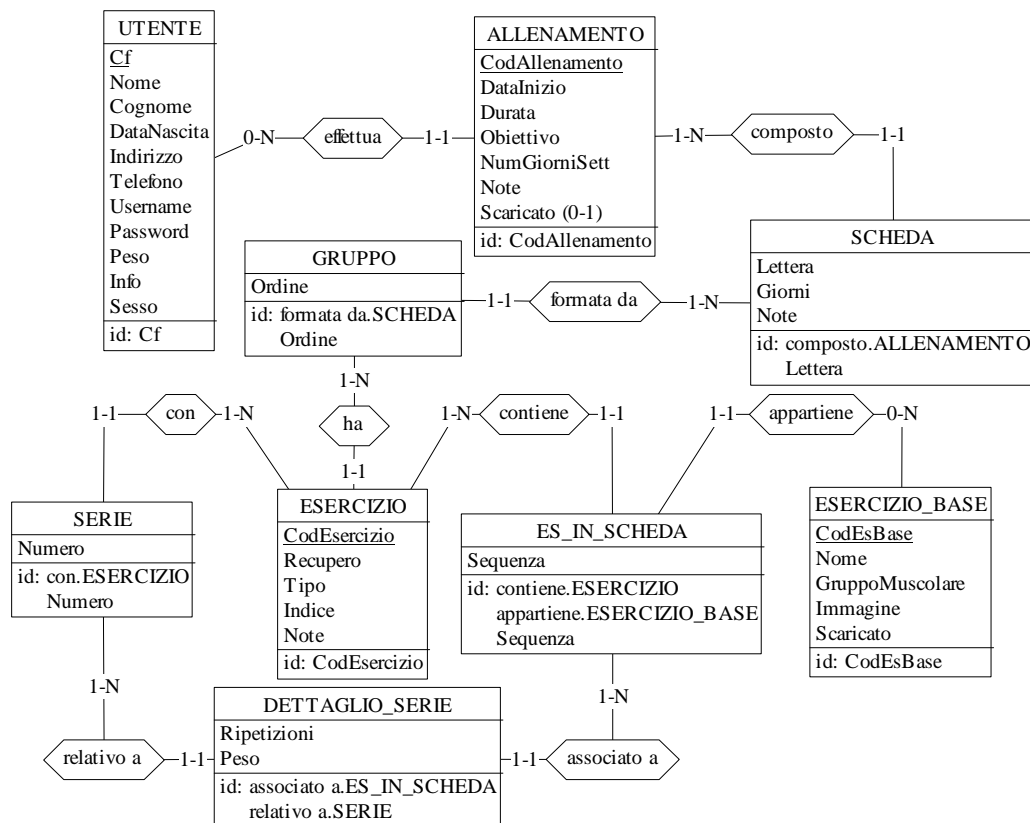 UTENTE
Cf
Nome
Cognome
DataNascita
Indirizzo
Telefono
Username
Password
Peso
Info
Sesso
id: Cf
0-N
effettua
1-1
ALLENAMENTO
CodAllenamento
DataInizio
Durata
Obiettivo
NumGiorniSett
Note
Scaricato (0-1)
id: CodAllenamento
1-N
composto
1-1
SCHEDA
Lettera
Giorni
Note
id: composto.ALLENAMENTO
Lettera
GRUPPO
Ordine
id: formata da.SCHEDA
Ordine
1-1
formata da
1-N
1-N
ha
1-1
1-1
con
1-N
1-N
contiene
1-1
1-1
appartiene
0-N
SERIE
Numero
id: con.ESERCIZIO
Numero
ESERCIZIO
CodEsercizio
Recupero
Tipo
Indice
Note
id: CodEsercizio
ES_IN_SCHEDA
Sequenza
id: contiene.ESERCIZIO
appartiene.ESERCIZIO_BASE
Sequenza
ESERCIZIO_BASE
CodEsBase
Nome
GruppoMuscolare
Immagine
Scaricato
id: CodEsBase
1-N
relativo a
1-1
DETTAGLIO_SERIE
Ripetizioni
Peso
id: associato a.ES_IN_SCHEDA
relativo a.SERIE
1-1
associato a
1-N